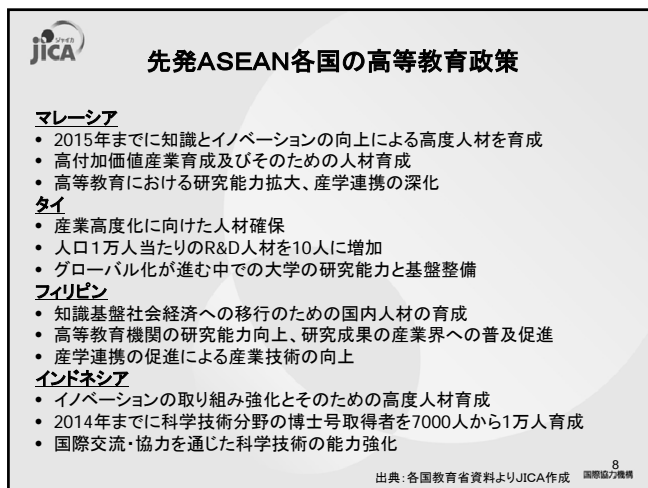 ジャイカ
JICA
先発ASEAN各国の高等教育政策
マレーシア
• 2015年までに知識とイノベーションの向上による高度人材を育成
• 高付加価値産業育成及びそのための人材育成
• 高等教育における研究能力拡大、産学連携の深化
タイ
• 産業高度化に向けた人材確保
• 人口1万人当たりのR&D人材を10人に増加
• グローバル化が進む中での大学の研究能力と基盤整備
フィリピン
• 知識基盤社会経済への移行のための国内人材の育成
• 高等教育機関の研究能力向上、研究成果の産業界への普及促進
• 産学連携の促進による産業技術の向上
インドネシア
• イノベーションの取り組み強化とそのための高度人材育成
• 2014年までに科学技術分野の博士号取得者を7000人から1万人育成
• 国際交流・協力を通じた科学技術の能力強化
出典：各国教育省資料よりJICA作成
8
国際協力機構